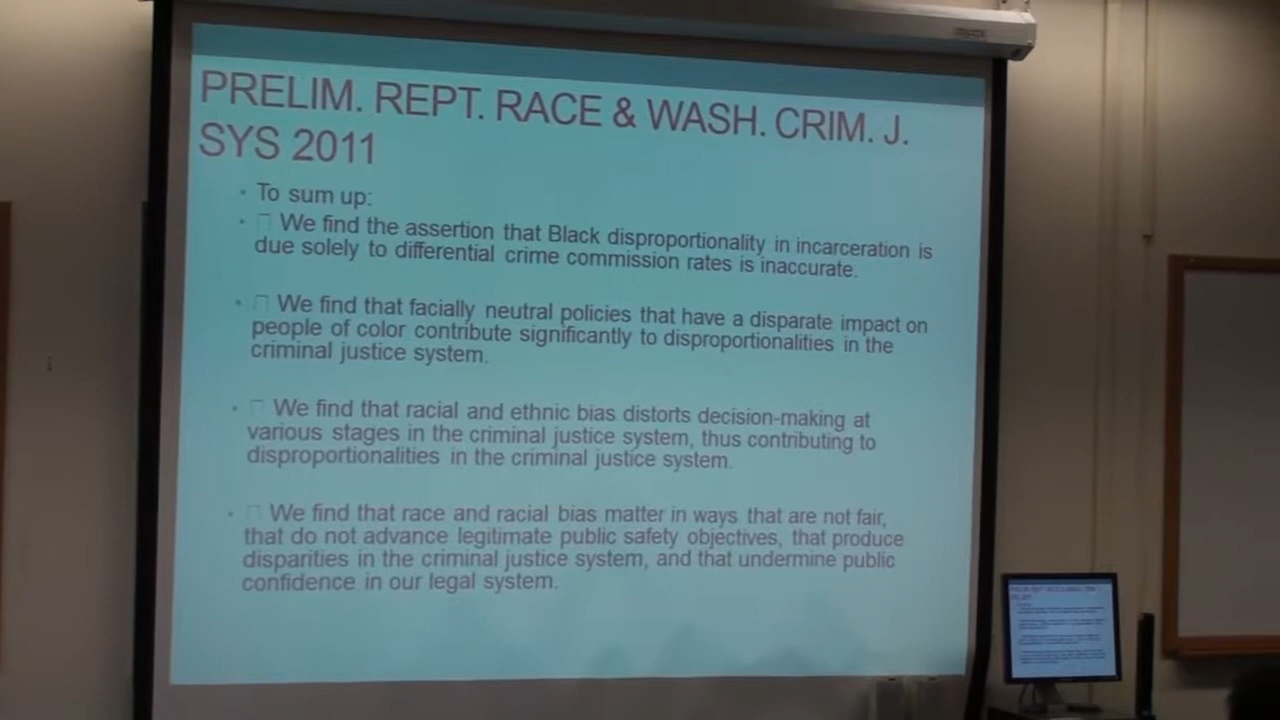 PRELIM. REPT. RACE & WASH. CRIM. J.
SYS 2011
• To sum up:
• We find the assertion that Black disproportionality in incarceration is
due solely to differential crime commission rates is inaccurate.
• We find that facially neutral policies that have a disparate impact on
people of color contribute significantly to disproportionalities in the
criminal justice system.
• We find that racial and ethnic bias distorts decision-making at
various stages in the criminal justice system, thus contributing to
disproportionalities in the criminal justice system.
• We find that race and racial bias matter in ways that are not fair,
that do not advance legitimate public safety objectives, that produce
disparities in the criminal justice system, and that undermine public
confidence in our legal system.